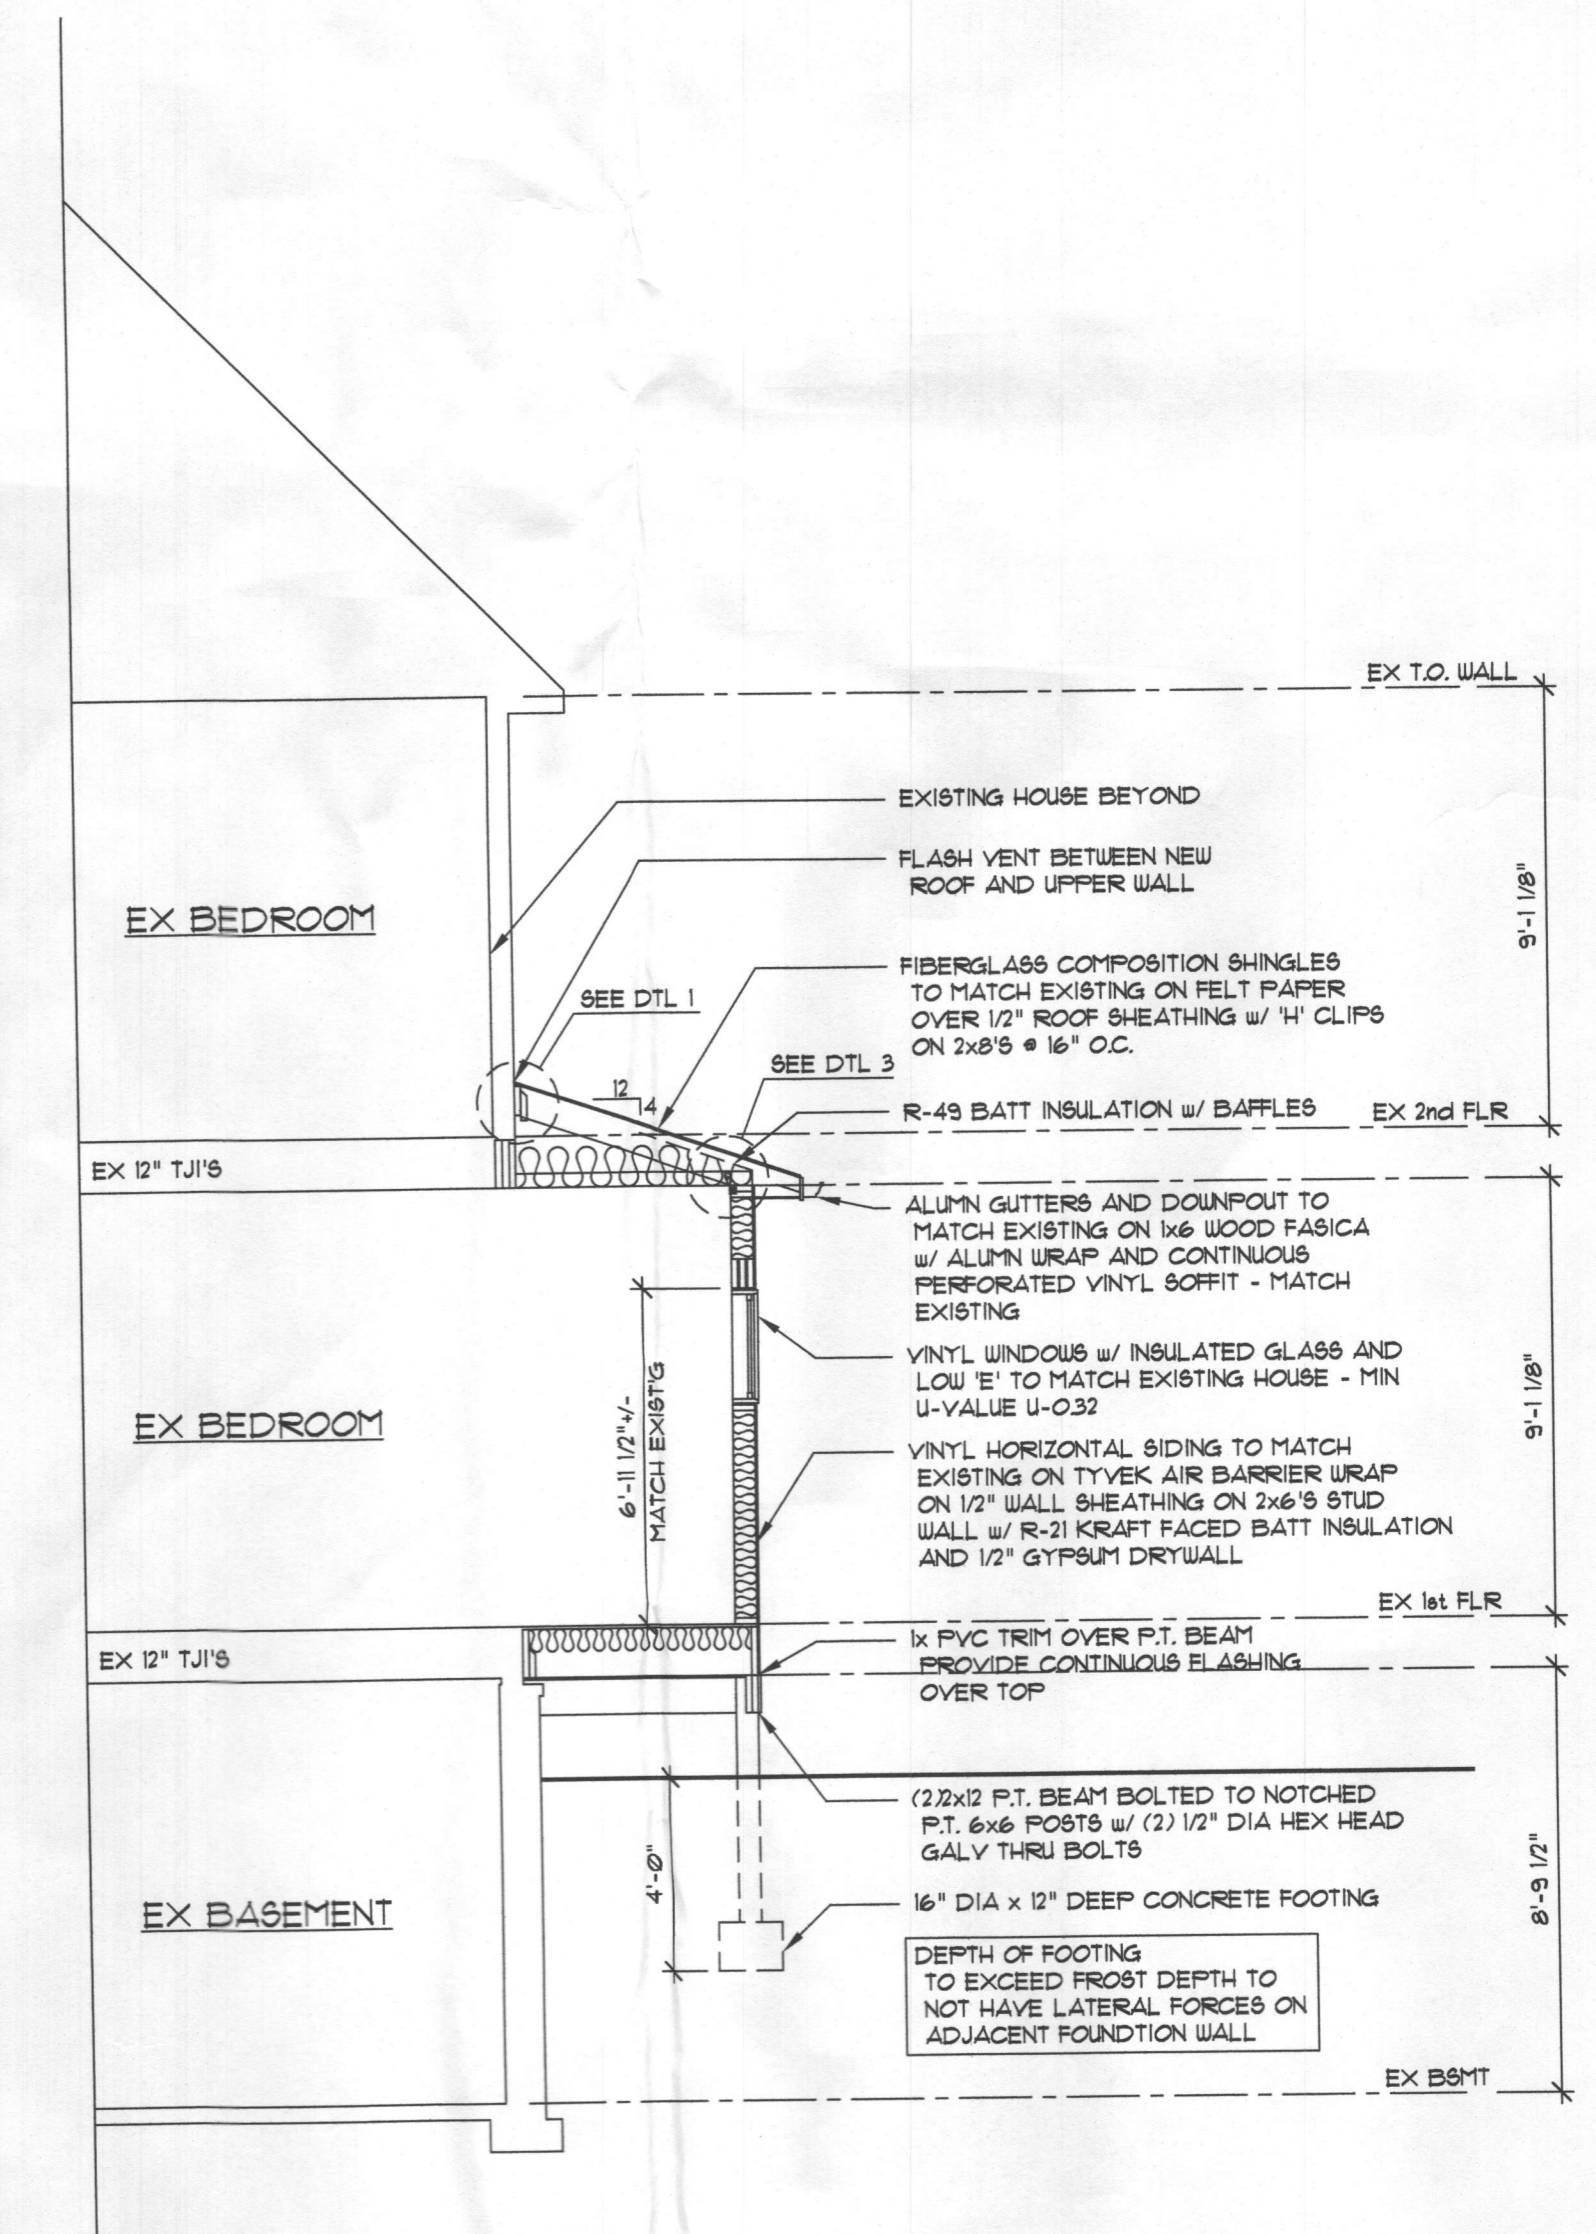 EX T.O. WALL
EXISTING HOUSE BEYOND
FLASH VENT BETWEEN NEW
ROOF AND UPPER WALL
9'-1 1/8"
EX BEDROOM
FIBERGLASS COMPOSITION SHINGLES
TO MATCH EXISTING ON FELT PAPER
OVER 1/2" ROOF SHEATHING w/ 'H' CLIPS
ON 2x8'S @ 16" O.C.
SEE DTL 1
SEE DTL 3
12
4
R-49 BATT INSULATION w/ BAFFLES
EX 2nd FLR
EX 12" TJI'S
ALUMN GUTTERS AND DOWNPOUT TO
MATCH EXISTING ON 1x6 WOOD FASICA
w/ ALUMN WRAP AND CONTINUOUS
PERFORATED VINYL SOFFIT - MATCH
EXISTING
VINYL WINDOWS w/ INSULATED GLASS AND
LOW 'E' TO MATCH EXISTING HOUSE - MIN
U-VALUE U-0.32
9'-1 1/8"
EX BEDROOM
6'-11 1/2"+/-
MATCH EXIST'G
VINYL HORIZONTAL SIDING TO MATCH
EXISTING ON TYVEK AIR BARRIER WRAP
ON 1/2" WALL SHEATHING ON 2x6'S STUD
WALL w/ R-21 KRAFT FACED BATT INSULATION
AND 1/2" GYPSUM DRYWALL
EX 1st FLR
EX 12" TJI'S
1x PVC TRIM OVER P.T. BEAM
PROVIDE CONTINUOUS FLASHING
OVER TOP
(2)2x12 P.T. BEAM BOLTED TO NOTCHED
P.T. 6x6 POSTS w/ (2) 1/2" DIA HEX HEAD
GALV THRU BOLTS
4'-0"
8'-9 1/2"
EX BASEMENT
16" DIA x 12" DEEP CONCRETE FOOTING
DEPTH OF FOOTING
TO EXCEED FROST DEPTH TO
NOT HAVE LATERAL FORCES ON
ADJACENT FOUNDTION WALL
EX BSMT